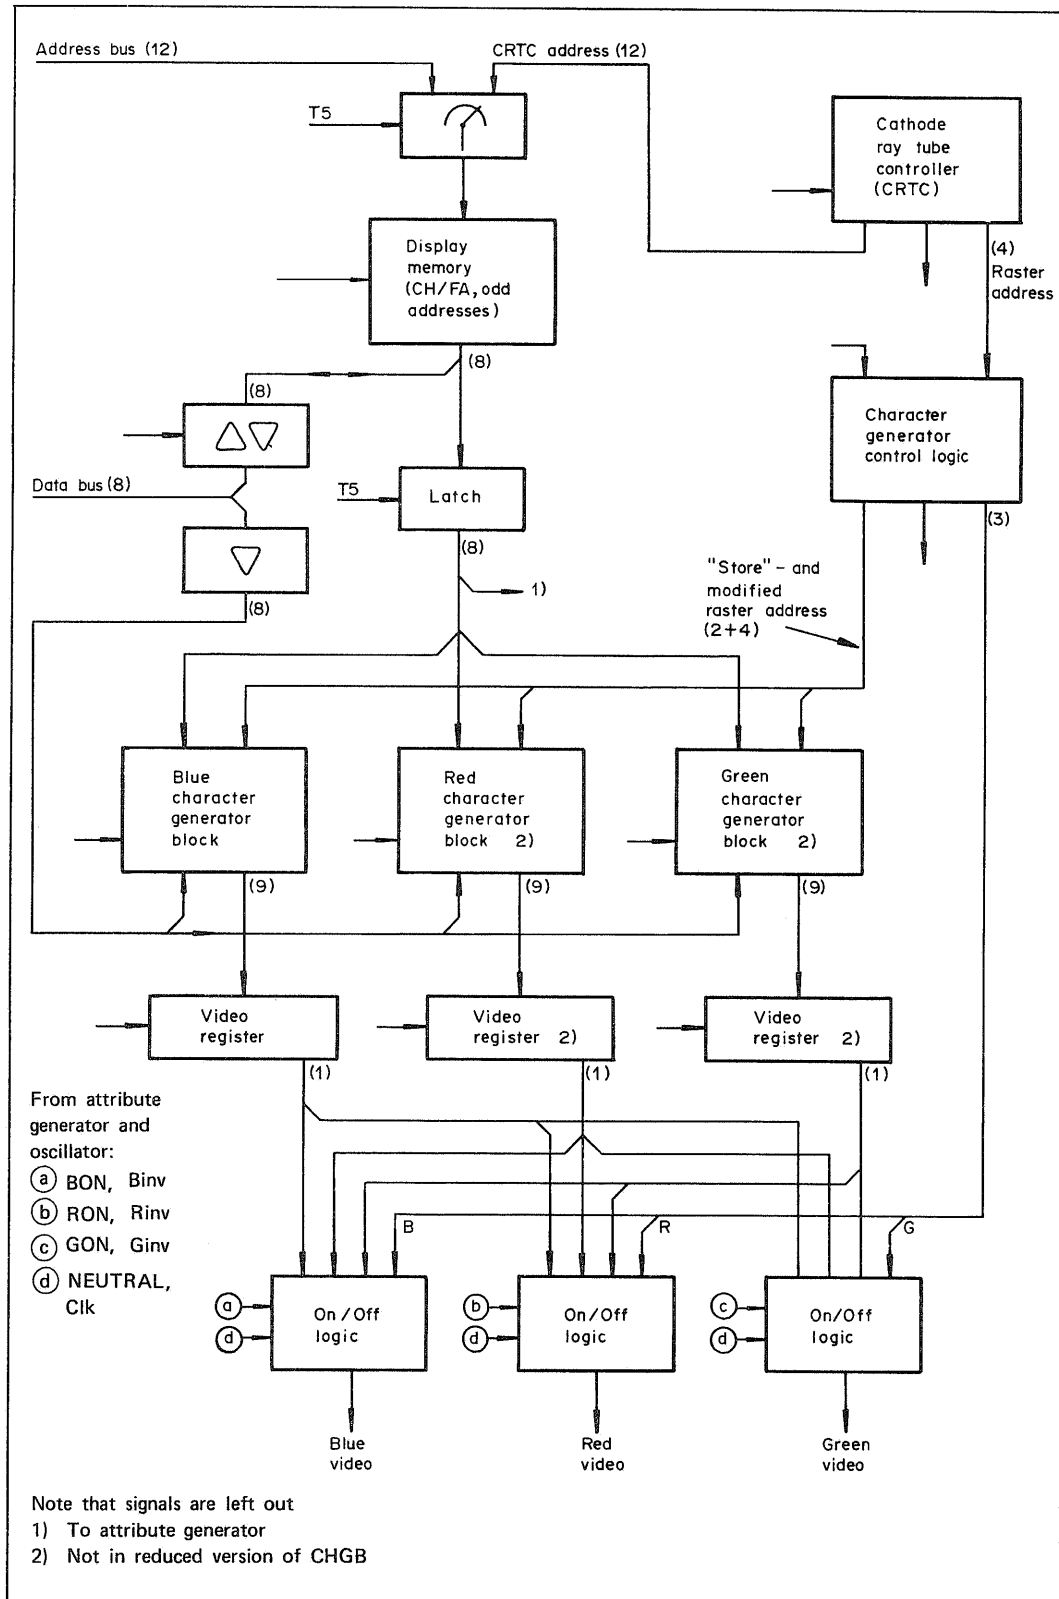 Address bus (12)
CRTC address (12)
T5
Cathode
ray tube
controller
(CRTC)
Display
memory
(CH/FA, odd
addresses)
(4)
Raster
address
(8)
(8)
Character
generator
control logic
Data bus (8)
T5
Latch
(3)
(8)
(8)
1)
"Store" - and
modified
raster address
(2+4)
Blue
character
generator
block
Red
character
generator
block 2)
Green
character
generator
block 2)
(9)
(9)
(9)
Video
register
Video
register 2)
Video
register 2)
(1)
(1)
(1)
From attribute
generator and
oscillator:
a BON, Binv
b RON, Rinv
c GON, Ginv
d NEUTRAL,
Clk
B
R
G
a
d
On/Off
logic
b
d
On/Off
logic
c
d
On/Off
logic
Blue
video
Red
video
Green
video
Note that signals are left out
1) To attribute generator
2) Not in reduced version of CHGB